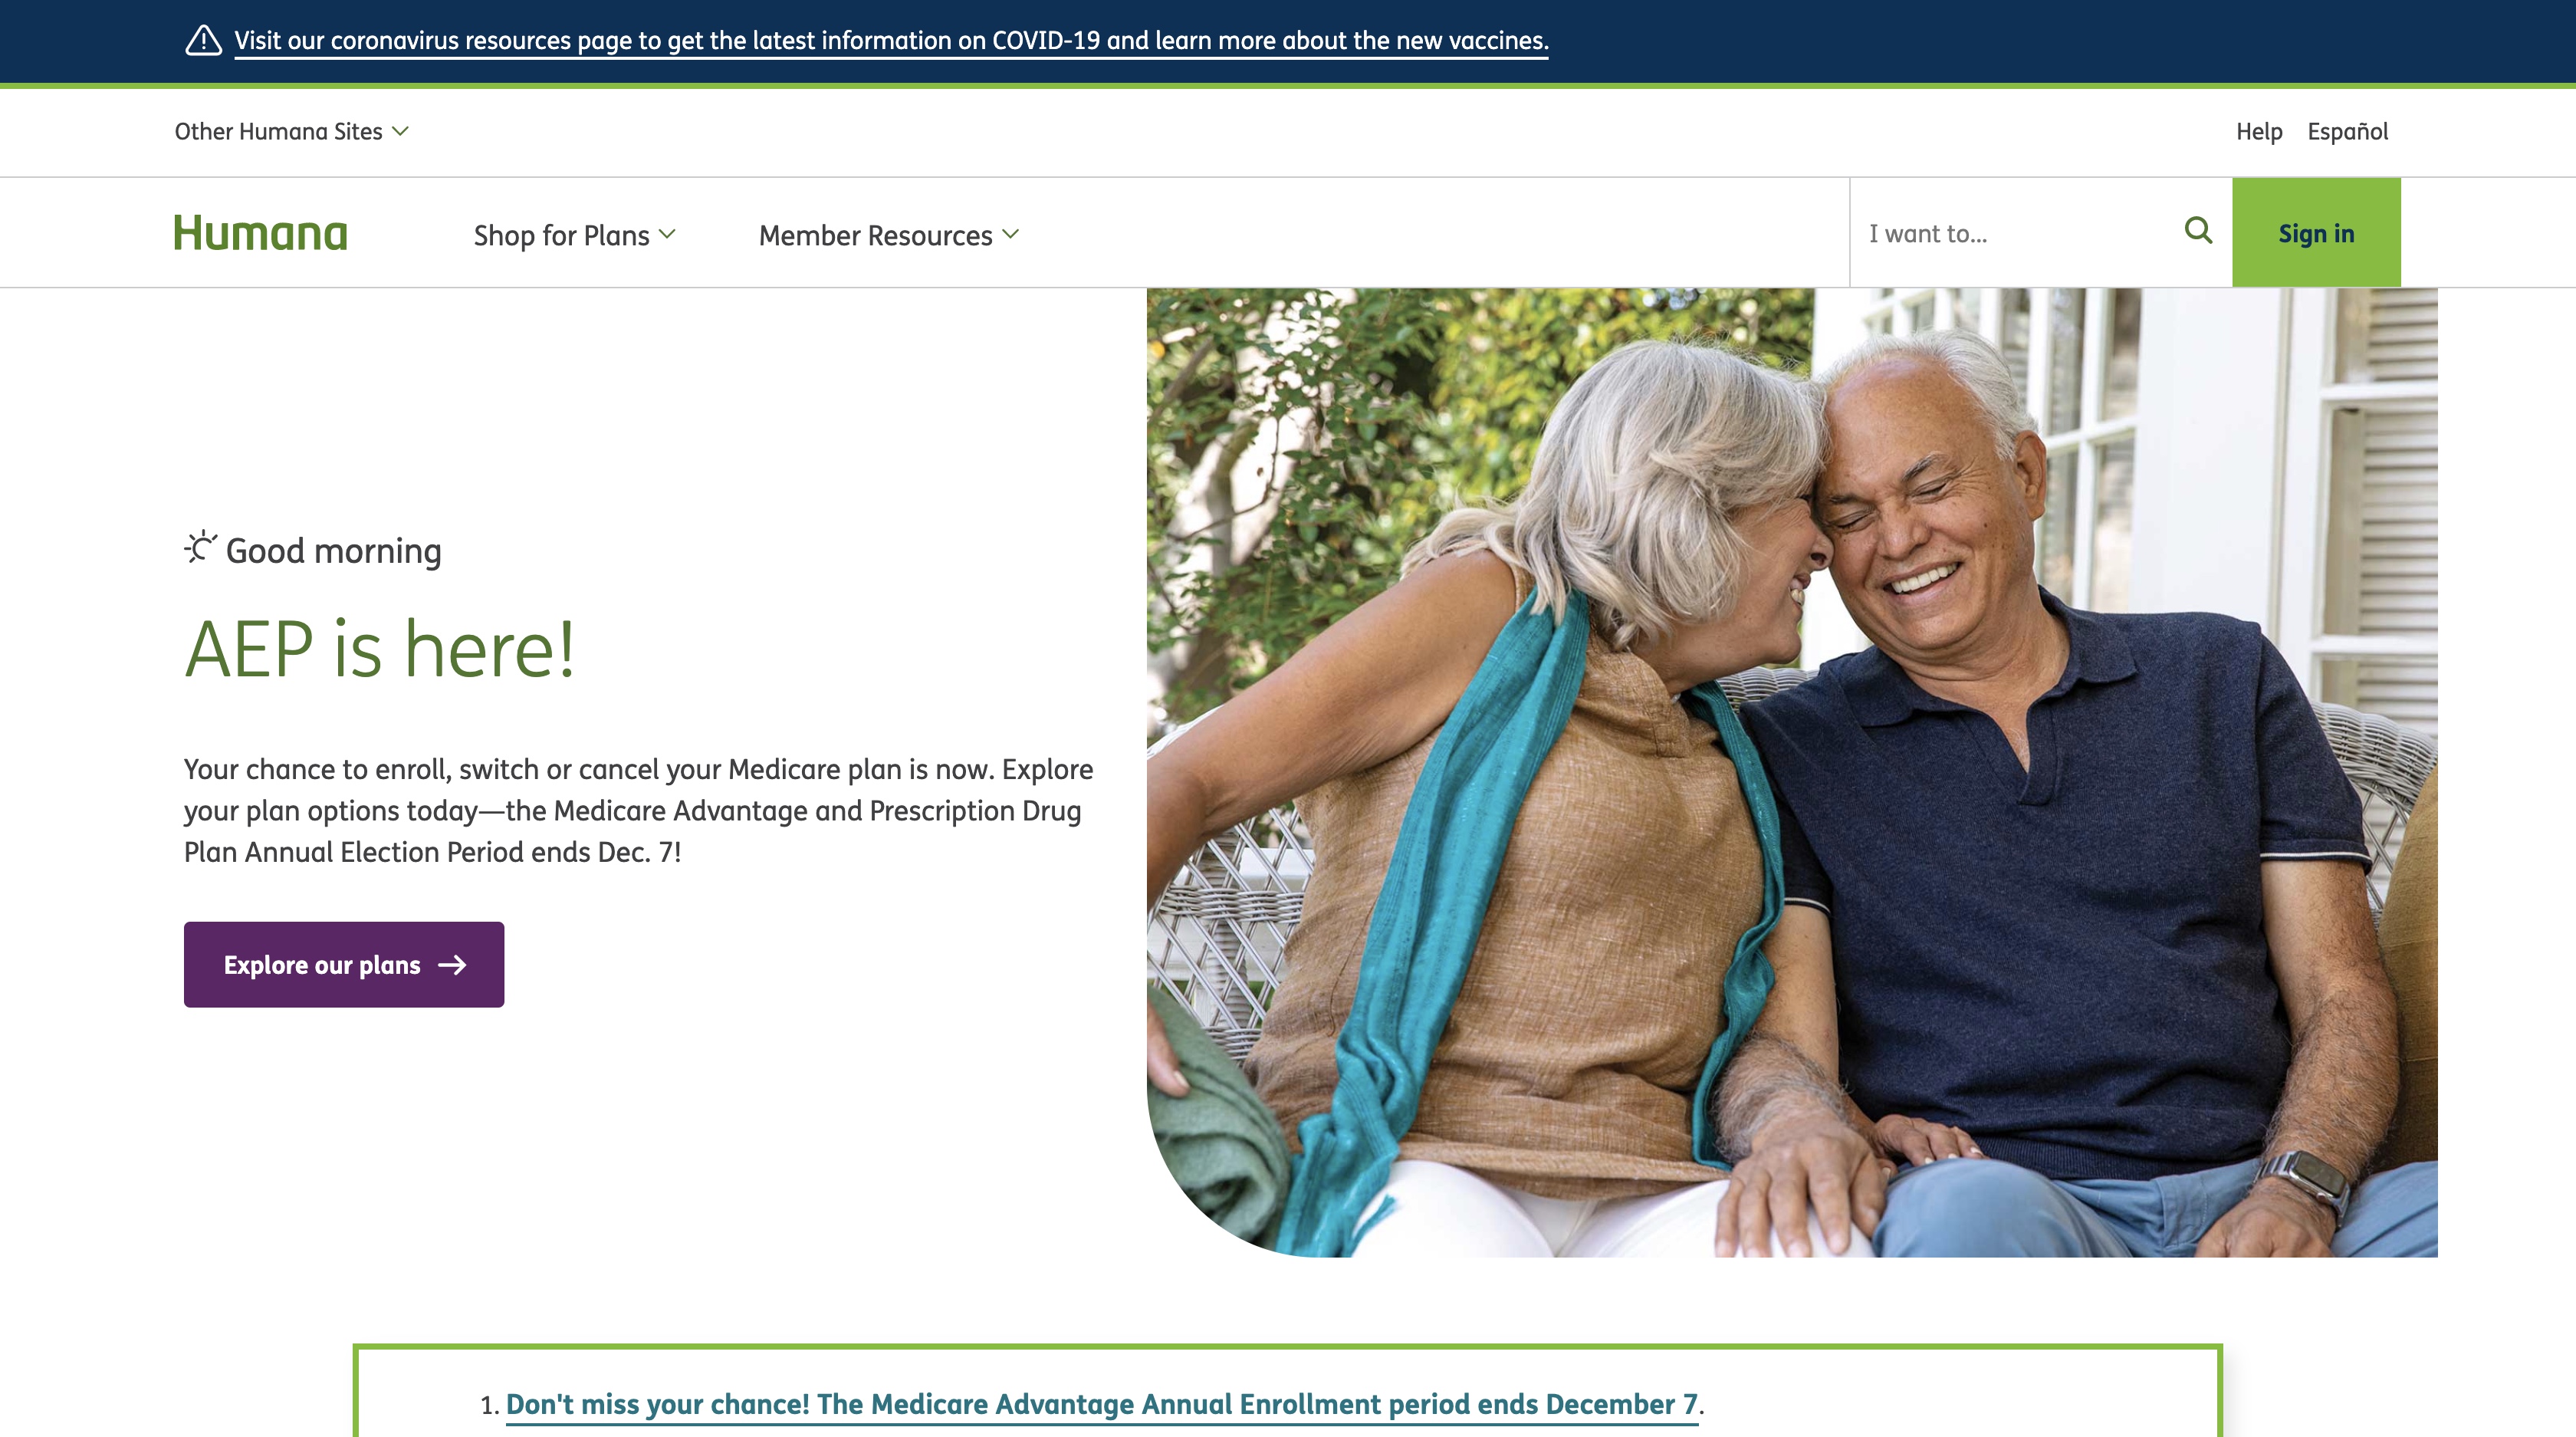 Visit our coronavirus resources page to get the latest information on COVID-19 and learn more about the new vaccines.
Other Humana Sites
Help
Español
Humana
Shop for Plans
Member Resources
I want to...
Sign in
Good morning
AEP is here!
Your chance to enroll, switch or cancel your Medicare plan is now. Explore
your plan options today—the Medicare Advantage and Prescription Drug
Plan Annual Election Period ends Dec. 7!
Explore our plans
1. Don't miss your chance! The Medicare Advantage Annual Enrollment period ends December 7.